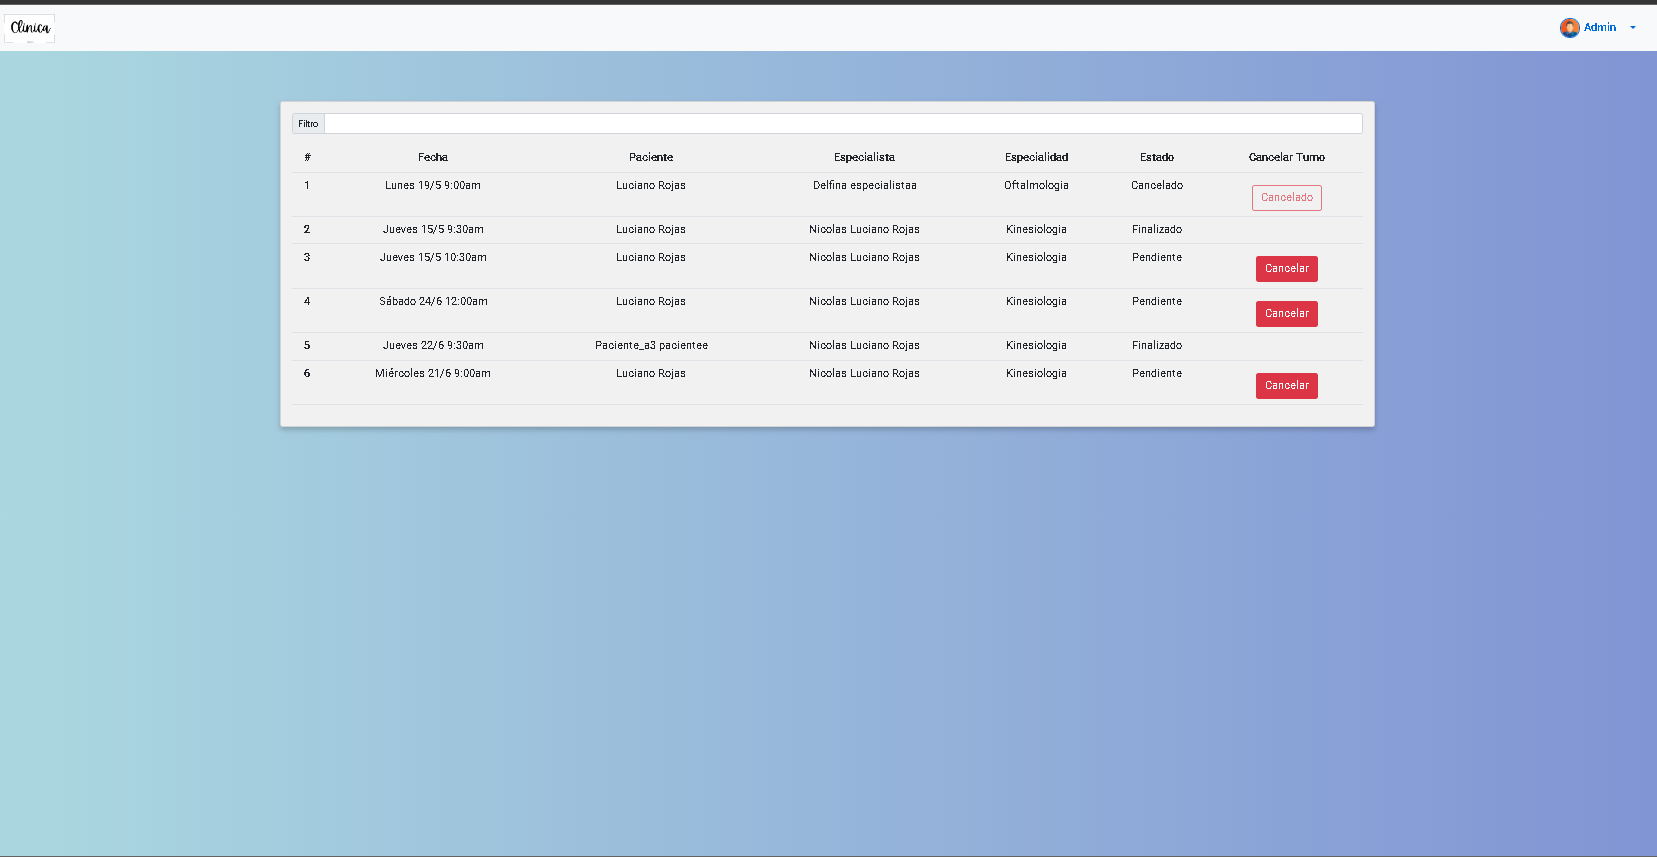 Clinica
Admin
Filtro
# Fecha Paciente Especialista Especialidad Estado Cancelar Turno
1 Lunes 19/5 9:00am Luciano Rojas Delfina especialistaa Oftalmologia Cancelado Cancelado
2 Jueves 15/5 9:30am Luciano Rojas Nicolas Luciano Rojas Kinesiologia Finalizado
3 Jueves 15/5 10:30am Luciano Rojas Nicolas Luciano Rojas Kinesiologia Pendiente Cancelar
4 Sábado 24/6 12:00am Luciano Rojas Nicolas Luciano Rojas Kinesiologia Pendiente Cancelar
5 Jueves 22/6 9:30am Paciente_a3 pacientee Nicolas Luciano Rojas Kinesiologia Finalizado
6 Miércoles 21/6 9:00am Luciano Rojas Nicolas Luciano Rojas Kinesiologia Pendiente Cancelar